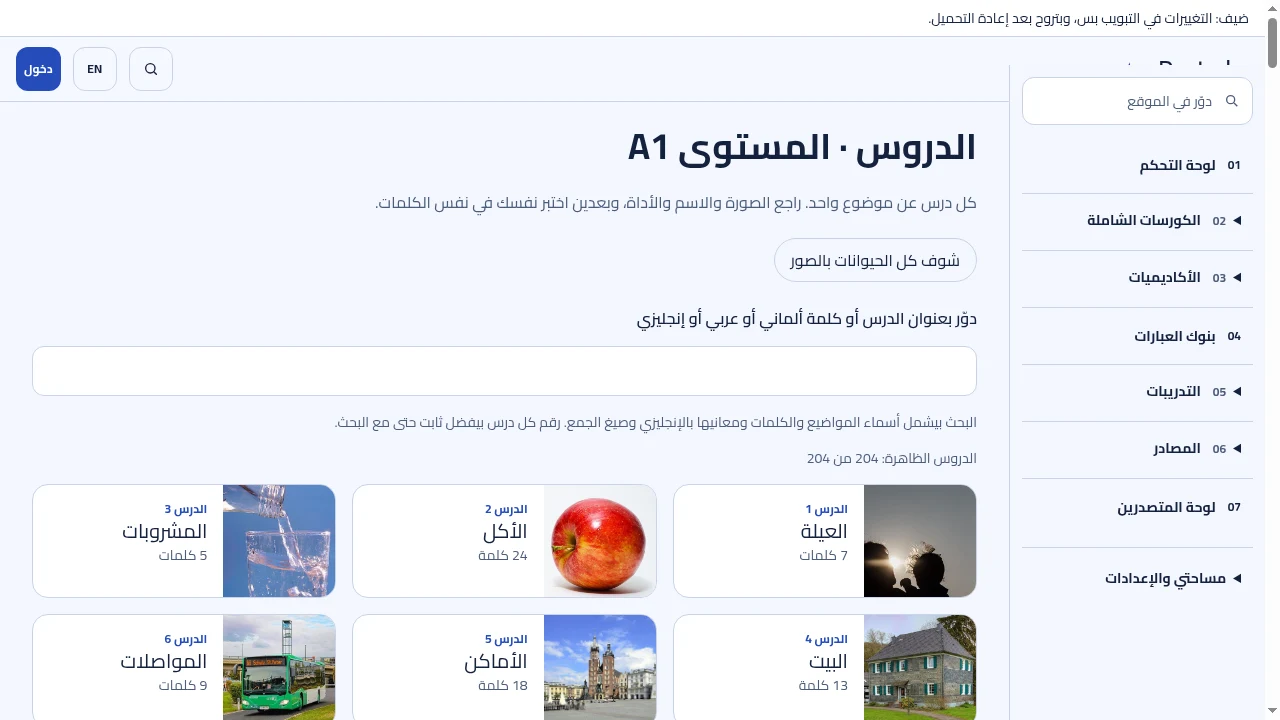 ضيف: التغييرات في التبويب بس، وبتروح بعد إعادة التحميل.
EN
دخول
دوّر في الموقع
01 لوحة التحكم
02 الكورسات الشاملة
03 الأكاديميات
04 بنوك العبارات
05 التدريبات
06 المصادر
07 لوحة المتصدرين
مساحتي والإعدادات
الدروس · المستوى A1
كل درس عن موضوع واحد. راجع الصورة والاسم والأداة، وبعدين اختبر نفسك في نفس الكلمات.
شوف كل الحيوانات بالصور
دوّر بعنوان الدرس أو كلمة ألماني أو عربي أو إنجليزي
البحث بيشمل أسماء المواضيع والكلمات ومعانيها بالإنجليزي وصيغ الجمع. رقم كل درس بيفضل ثابت حتى مع البحث.
الدروس الظاهرة: 204 من 204
الدرس 1
العيلة
7 كلمات
الدرس 2
الأكل
24 كلمة
الدرس 3
المشروبات
5 كلمات
الدرس 4
البيت
13 كلمة
الدرس 5
الأماكن
18 كلمة
الدرس 6
المواصلات
9 كلمات